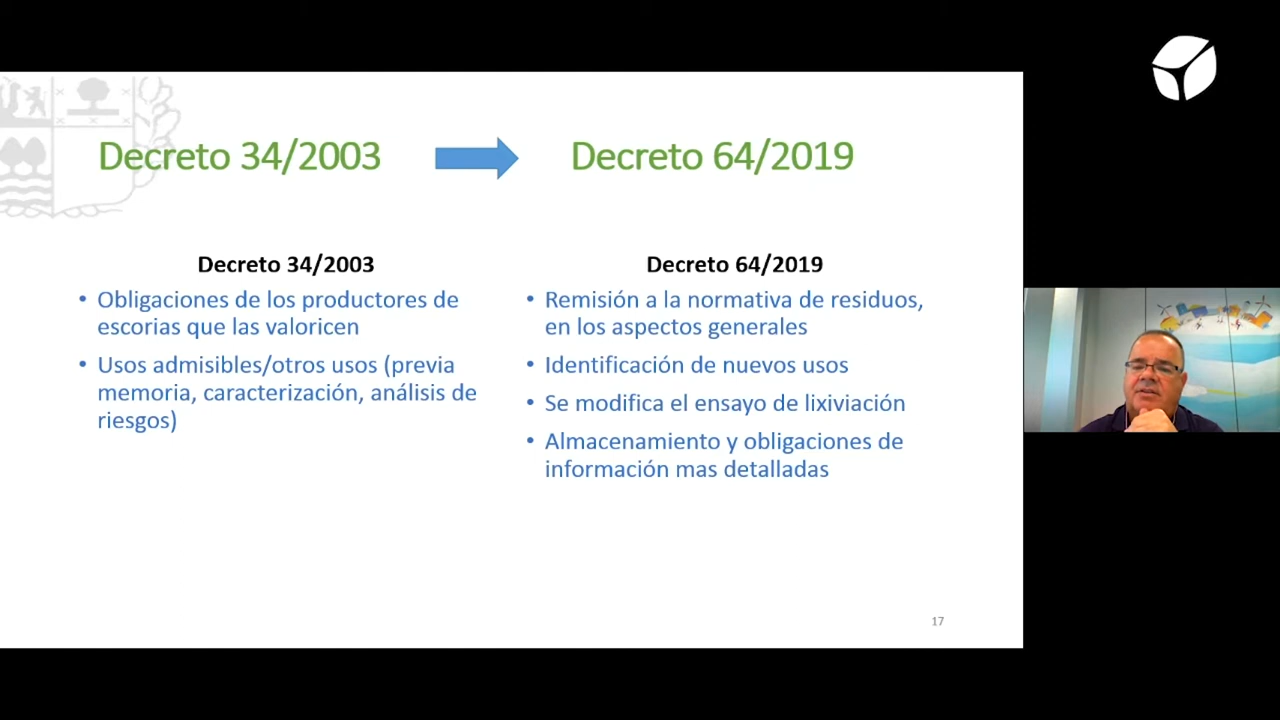 Decreto 34/2003
Decreto 64/2019
Decreto 34/2003
• Obligaciones de los productores de
escorias que las valoricen
• Usos admisibles/otros usos (previa
memoria, caracterización, análisis de
riesgos)
Decreto 64/2019
• Remisión a la normativa de residuos,
en los aspectos generales
• Identificación de nuevos usos
• Se modifica el ensayo de lixiviación
• Almacenamiento y obligaciones de
información mas detalladas
17